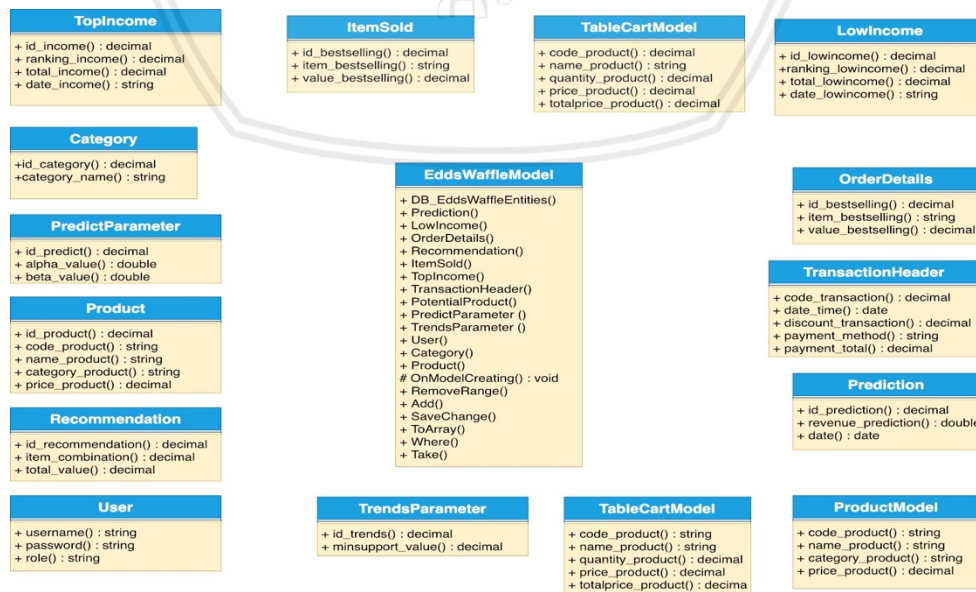 TopIncome
+ id_income() : decimal
+ ranking_income() : decimal
+ total_income() : decimal
+ date_income() : string
ItemSold
+ id_bestselling() : decimal
+ item_bestselling() : string
+ value_bestselling() : decimal
TableCartModel
+ code_product() : decimal
+ name_product() : string
+ quantity_product() : decimal
+ price_product() : decimal
+ totalprice_product() : decimal
LowIncome
+ id_lowincome() : decimal
+ranking_lowincome() : decimal
+ total_lowincome() : decimal
+ date_lowincome() : string
Category
+id_category() : decimal
+category_name() : string
EddsWaffleModel
+ DB_EddsWaffleEntities()
+ Prediction()
+ LowIncome()
+ OrderDetails()
+ Recommendation()
+ ItemSold()
+ TopIncome()
+ TransactionHeader()
+ PotentialProduct()
+ PredictParameter ()
+ TrendsParameter ()
+ User()
+ Category()
+ Product()
# OnModelCreating() : void
+ RemoveRange()
+ Add()
+ SaveChange()
+ ToArray()
+ Where()
+ Take()
OrderDetails
+ id_bestselling() : decimal
+ item_bestselling() : string
+ value_bestselling() : decimal
PredictParameter
+ id_predict() : decimal
+ alpha_value() : double
+ beta_value() : double
TransactionHeader
+ code_transaction() : decimal
+ date_time() : date
+ discount_transaction() : decimal
+ payment_method() : string
+ payment_total() : decimal
Product
+ id_product() : decimal
+ code_product() : string
+ name_product() : string
+ category_product() : string
+ price_product() : decimal
Prediction
+ id_prediction() : decimal
+ revenue_prediction() : double
+ date() : date
Recommendation
+ id_recommendation() : decimal
+ item_combination() : decimal
+ total_value() : decimal
User
+ username() : string
+ password() : string
+ role() : string
TrendsParameter
+ id_trends() : decimal
+ minsupport_value() : decimal
TableCartModel
+ code_product() : string
+ name_product() : string
+ quantity_product() : decimal
+ price_product() : decimal
+ totalprice_product() : decima
ProductModel
+ code_product() : string
+ name_product() : string
+ category_product() : string
+ price_product() : decimal